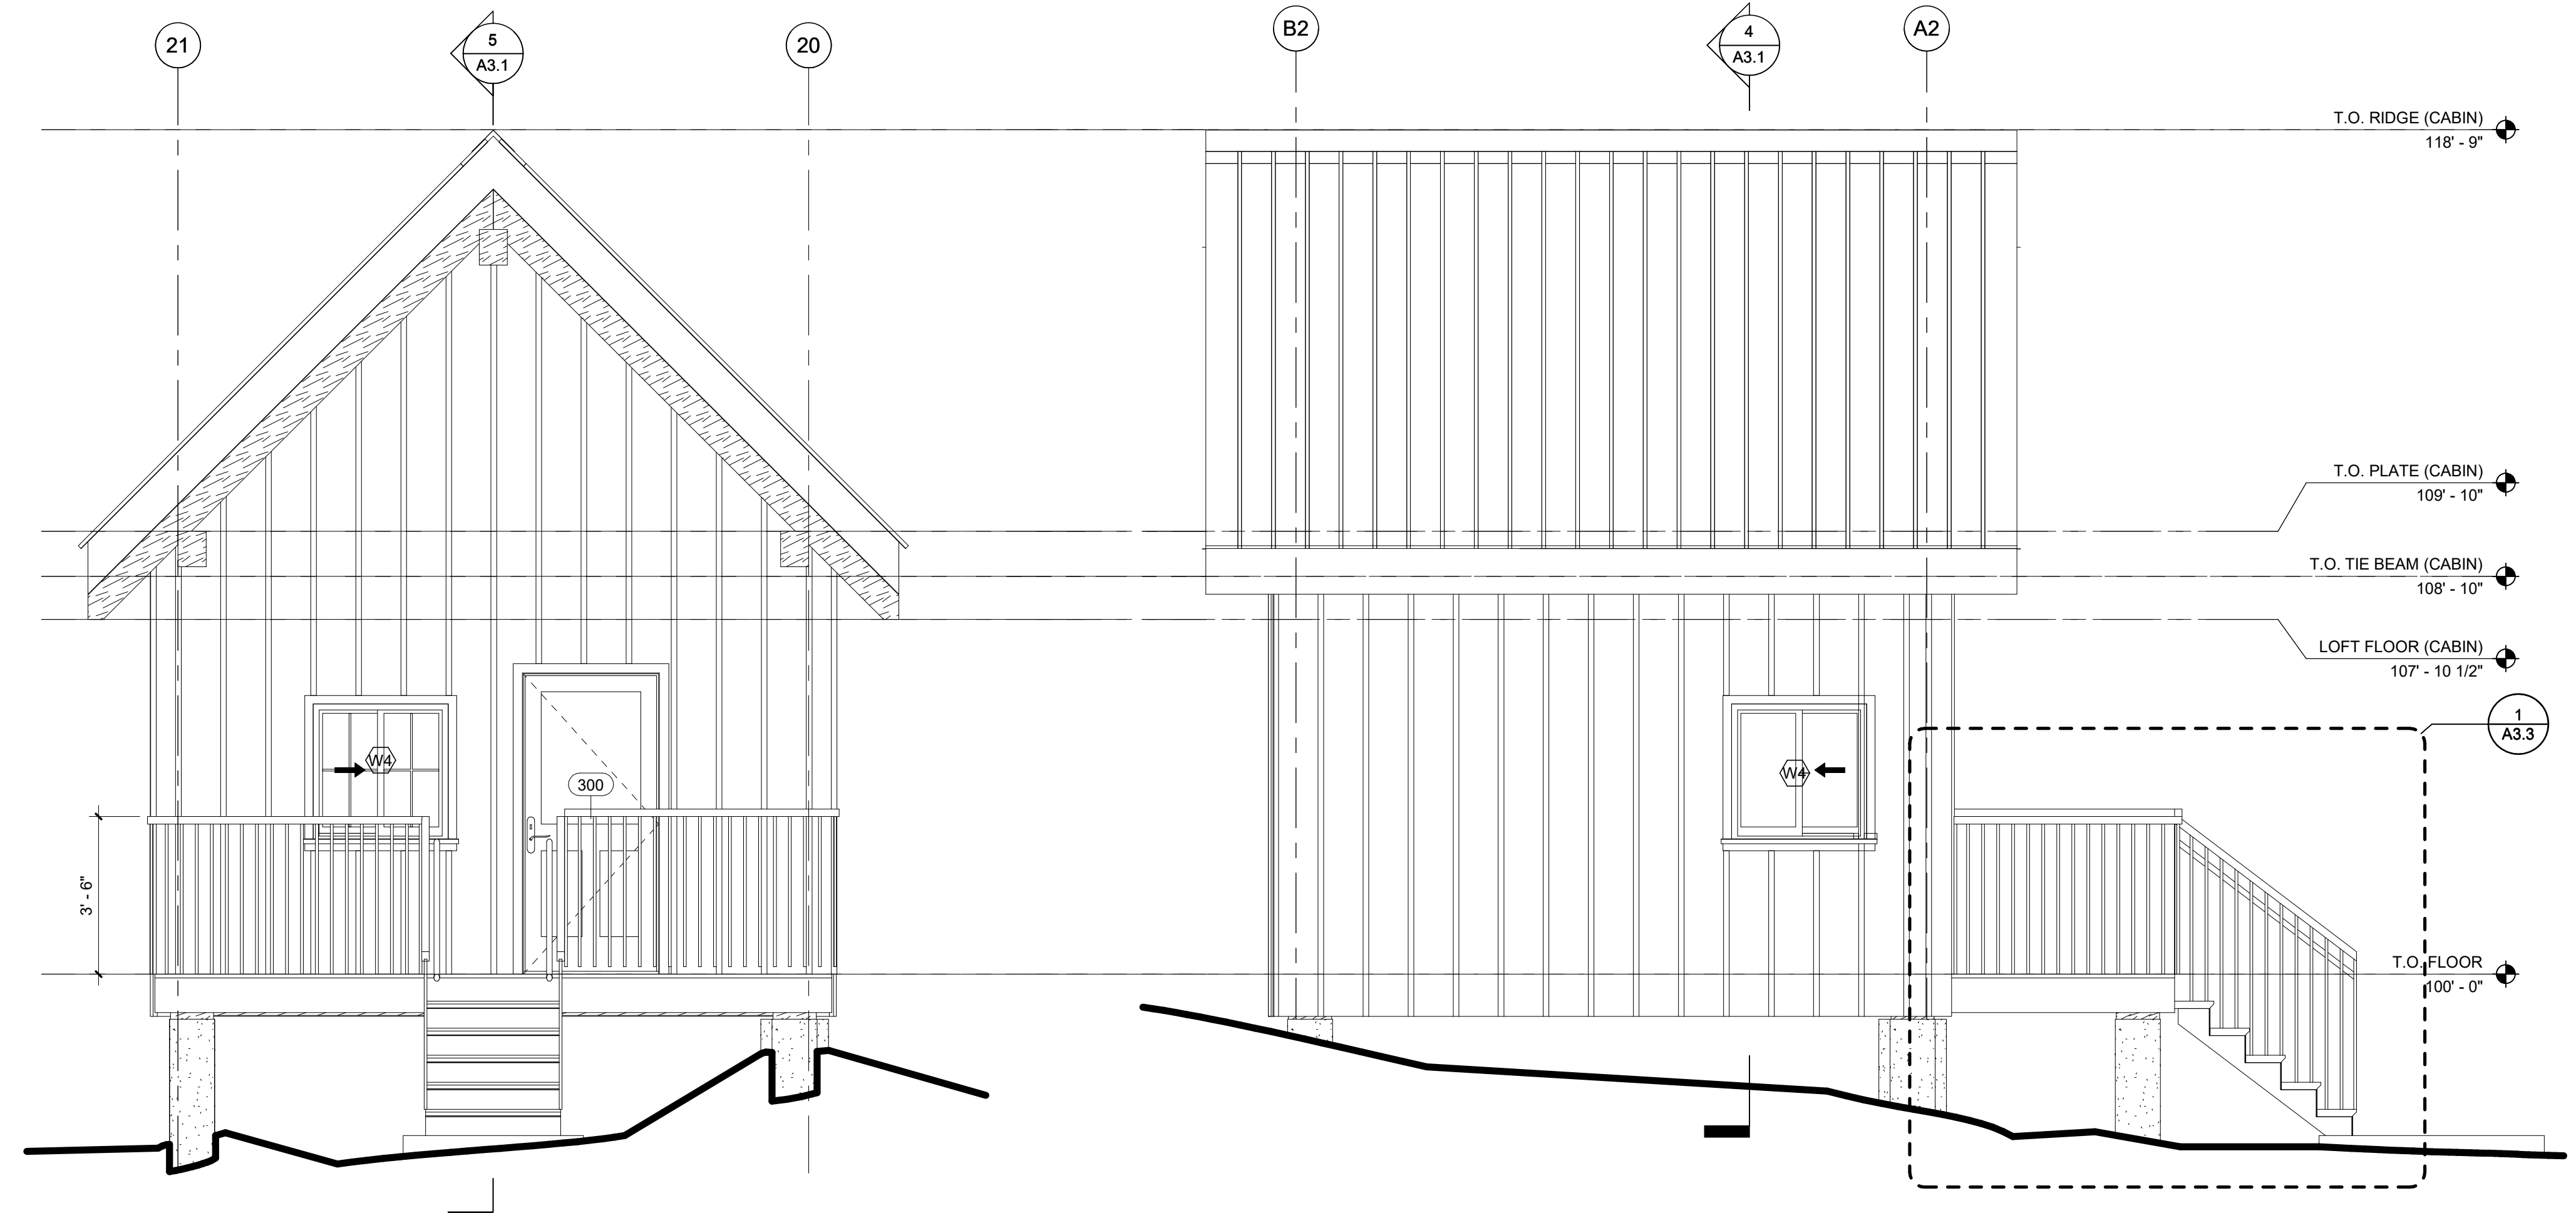 21
5
A3.1
20
B2
4
A3.1
A2
T.O. RIDGE (CABIN)
118' - 9"
T.O. PLATE (CABIN)
109' - 10"
T.O. TIE BEAM (CABIN)
108' - 10"
LOFT FLOOR (CABIN)
107' - 10 1/2"
1
A3.3
W4
300
W4
3' - 6"
T.O. FLOOR
100' - 0"